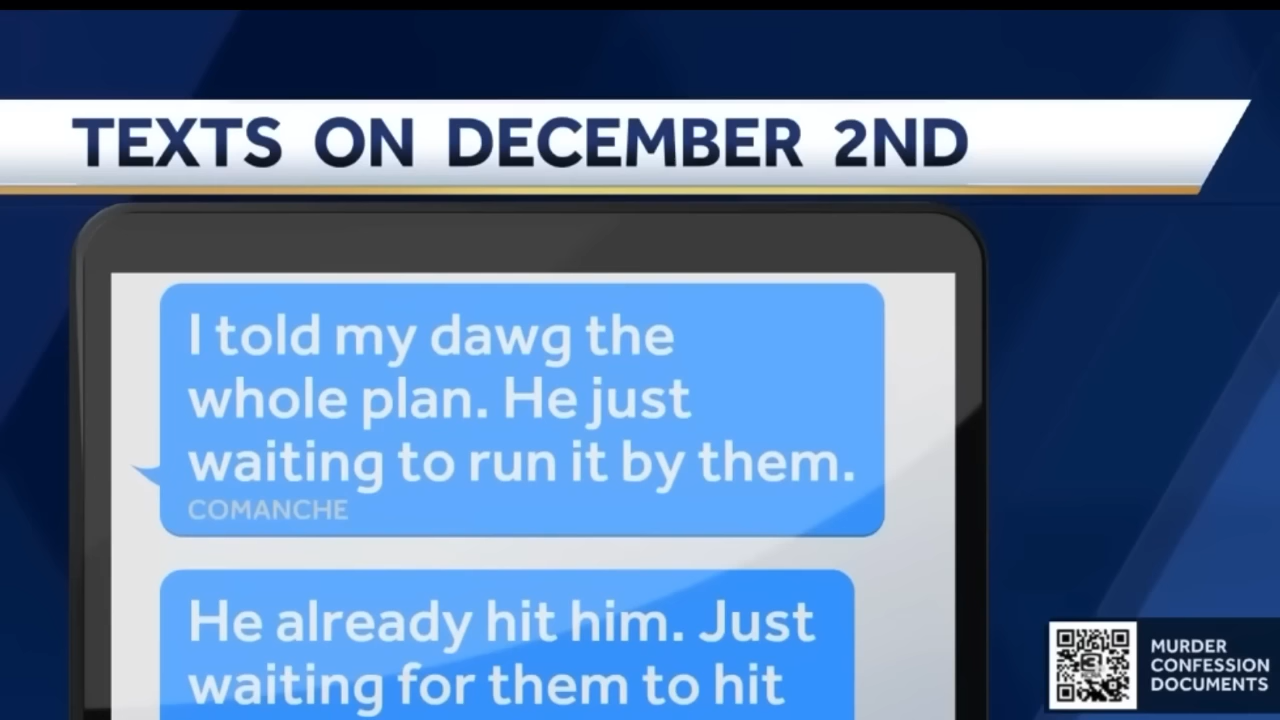 TEXTS ON DECEMBER 2ND
I told my dawg the
whole plan. He just
waiting to run it by them.
COMANCHE
He already hit him. Just
waiting for them to hit
3
MURDER
CONFESSION
DOCUMENTS